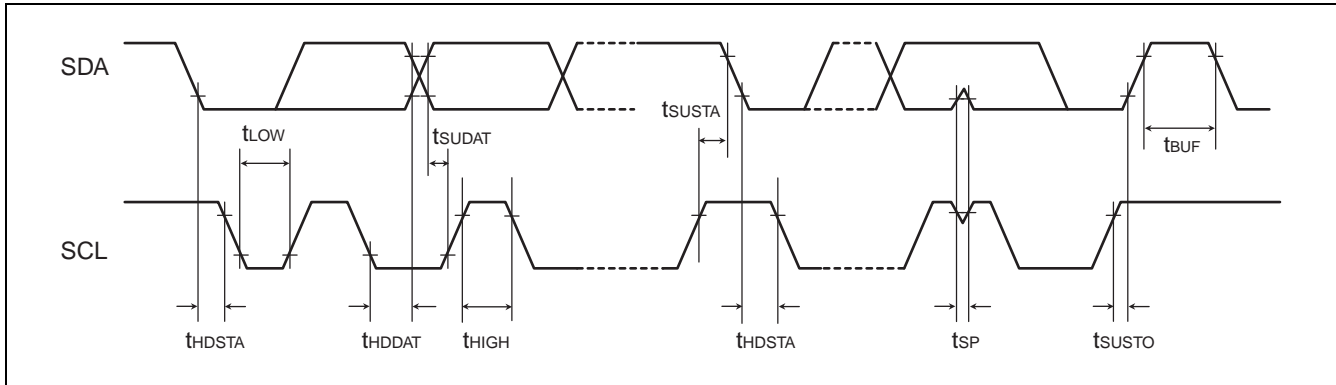 SDA
tSUSTA
tLOW
tSUDAT
tBUF
SCL
tHDSTA
tHDDAT
tHIGH
tHDSTA
tSP
tSUSTO